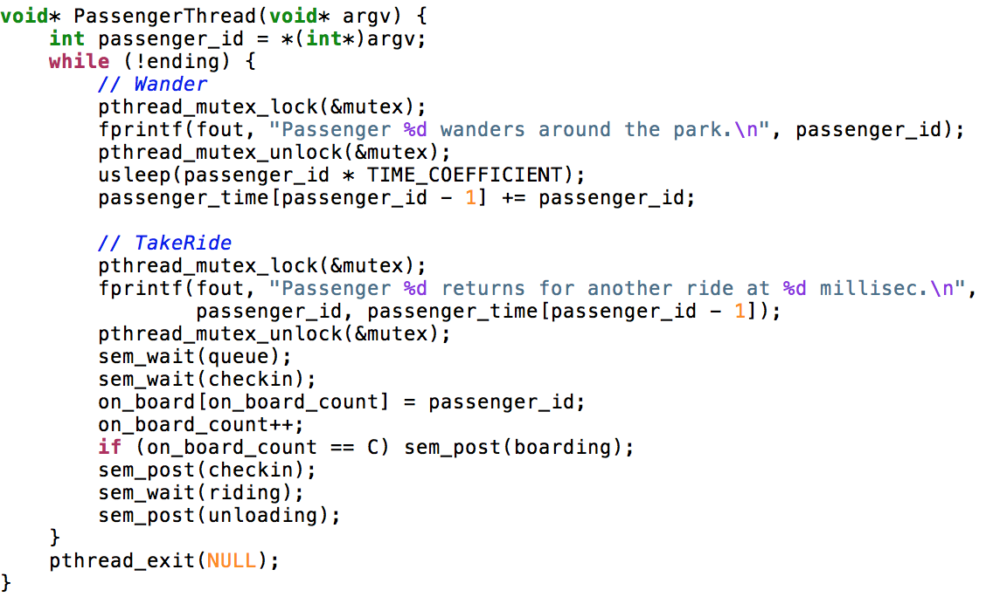 void* PassengerThread(void* argv) {
    int passenger_id = *(int*)argv;
    while (!ending) {
        // Wander
        pthread_mutex_lock(&mutex);
        fprintf(fout, "Passenger %d wanders around the park.\n", passenger_id);
        pthread_mutex_unlock(&mutex);
        usleep(passenger_id * TIME_COEFFICIENT);
        passenger_time[passenger_id - 1] += passenger_id;

        // TakeRide
        pthread_mutex_lock(&mutex);
        fprintf(fout, "Passenger %d returns for another ride at %d millisec.\n",
                passenger_id, passenger_time[passenger_id - 1]);
        pthread_mutex_unlock(&mutex);
        sem_wait(queue);
        sem_wait(checkin);
        on_board[on_board_count] = passenger_id;
        on_board_count++;
        if (on_board_count == C) sem_post(boarding);
        sem_post(checkin);
        sem_wait(riding);
        sem_post(unloading);
    }
    pthread_exit(NULL);
}